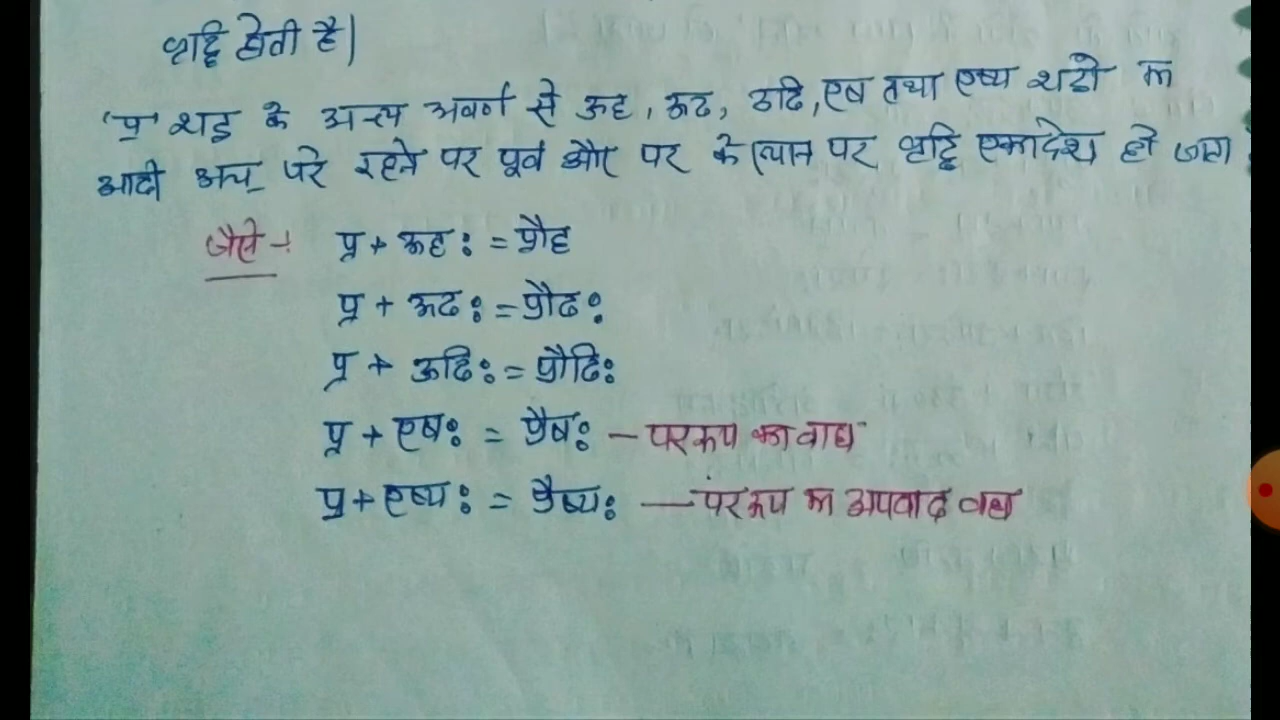 वृद्धि होती है|
'प्र' शब्द के अन्त्य अवर्ण से ऊह, ऊढ, ऊढि, एष तथा एष्य शब्दों का
आदी अच् परे रहने पर पूर्व और पर के स्थान पर वृद्धि एकादेश हो जाता
जैसे -: प्र + ऊहः = प्रौह
प्र + ऊढः = प्रौढः
प्र + ऊढिः = प्रौढिः
प्र + एषः = प्रैषः – पररूप का वाध
प्र + एष्यः = प्रैष्यः — पररूप का अपवाद वाध